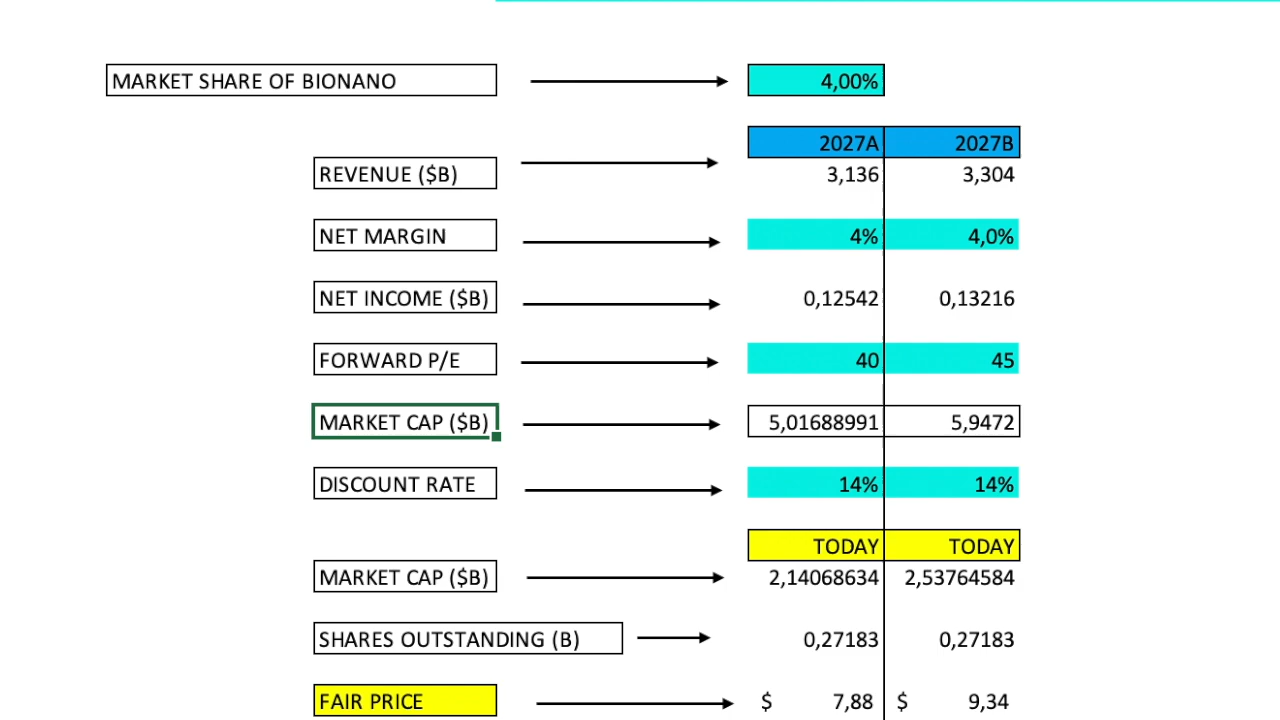 MARKET SHARE OF BIONANO 4,00%
2027A 2027B
REVENUE ($B) 3,136 3,304
NET MARGIN 4% 4,0%
NET INCOME ($B) 0,12542 0,13216
FORWARD P/E 40 45
MARKET CAP ($B) 5,01688991 5,9472
DISCOUNT RATE 14% 14%
TODAY TODAY
MARKET CAP ($B) 2,14068634 2,53764584
SHARES OUTSTANDING (B) 0,27183 0,27183
FAIR PRICE $ 7,88 $ 9,34